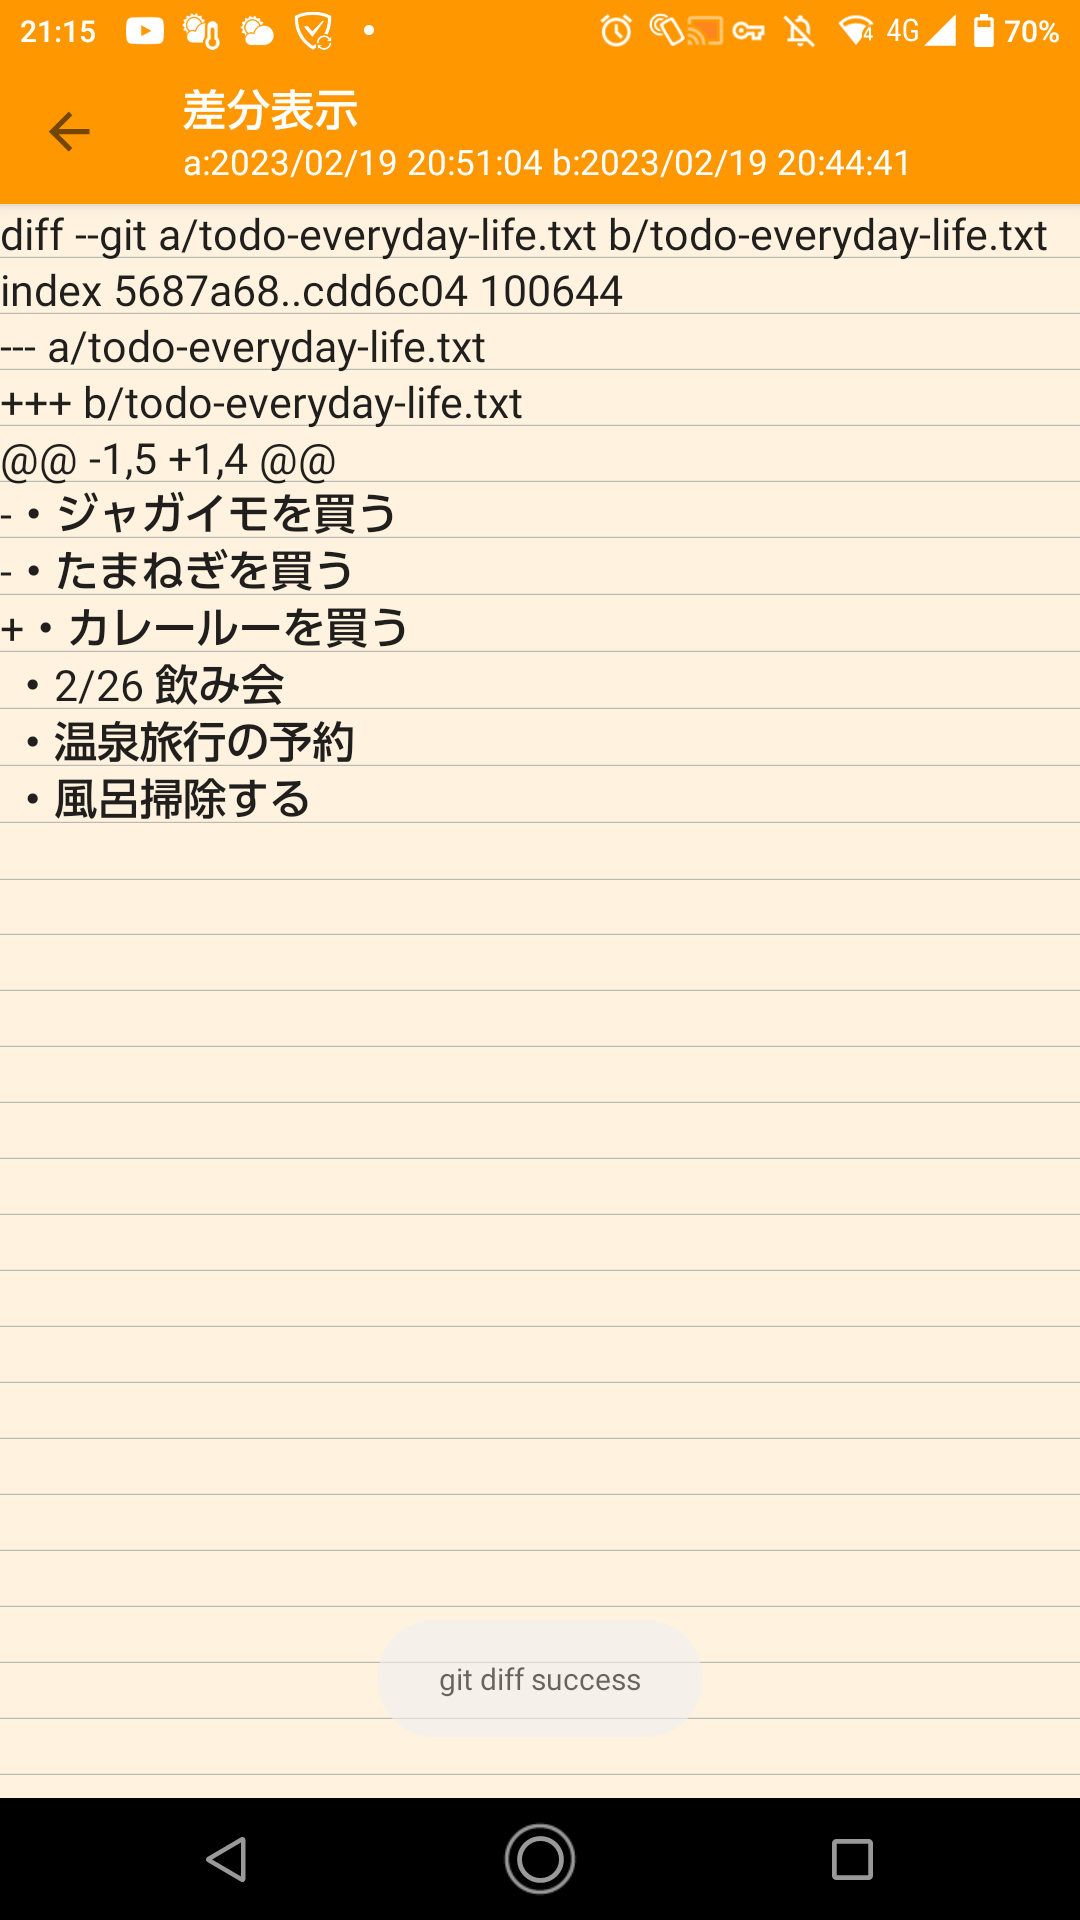 21:15 4G 70%
差分表示
a:2023/02/19 20:51:04 b:2023/02/19 20:44:41
diff --git a/todo-everyday-life.txt b/todo-everyday-life.txt
index 5687a68..cdd6c04 100644
--- a/todo-everyday-life.txt
+++ b/todo-everyday-life.txt
@@ -1,5 +1,4 @@
-・ジャガイモを買う
-・たまねぎを買う
+・カレールーを買う
 ・2/26 飲み会
 ・温泉旅行の予約
 ・風呂掃除する
git diff success